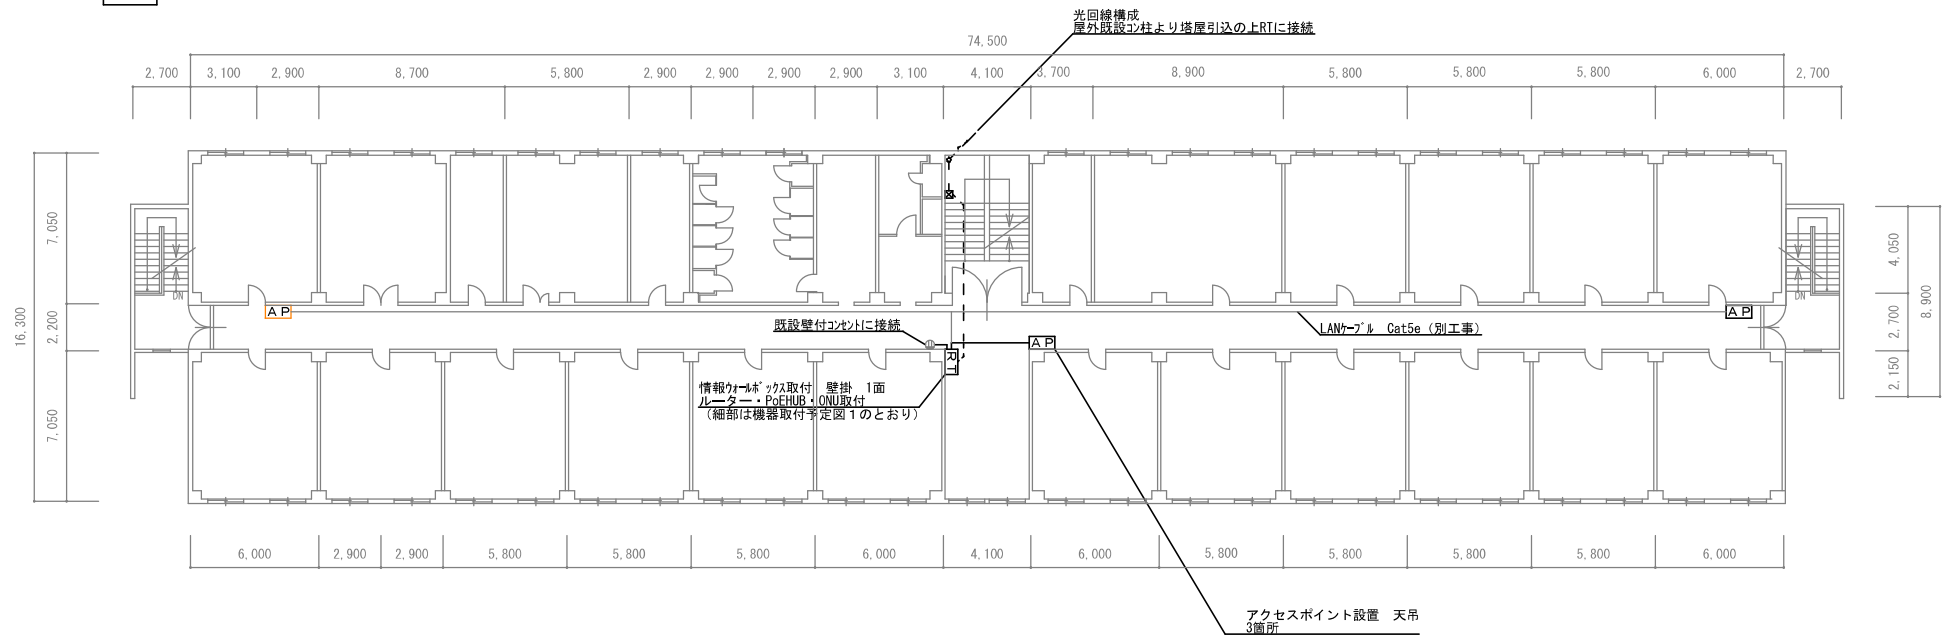 光回線構成
屋外既設ｺﾝ柱より塔屋引込の上RTに接続
74,500
2,700 3,100 2,900 8,700 5,800 2,900 2,900 2,900 2,900 3,100 4,100 3,700 8,900 5,800 5,800 5,800 6,000 2,700
16,300
7,050
2,200
7,050
4,050
2,700
2,150
8,900
DN
DN
AP
AP
AP
RT
既設壁付ｺﾝｾﾝﾄに接続
LANｹｰﾌﾞﾙ Cat5e（別工事）
情報ｳｫｰﾙﾎﾞｯｸｽ取付 壁掛 1面
ルーター・PoEHUB・ONU取付
（細部は機器取付予定図１のとおり）
6,000 2,900 2,900 5,800 5,800 5,800 6,000 4,100 6,000 5,800 5,800 5,800 5,800 6,000
アクセスポイント設置 天吊
3箇所